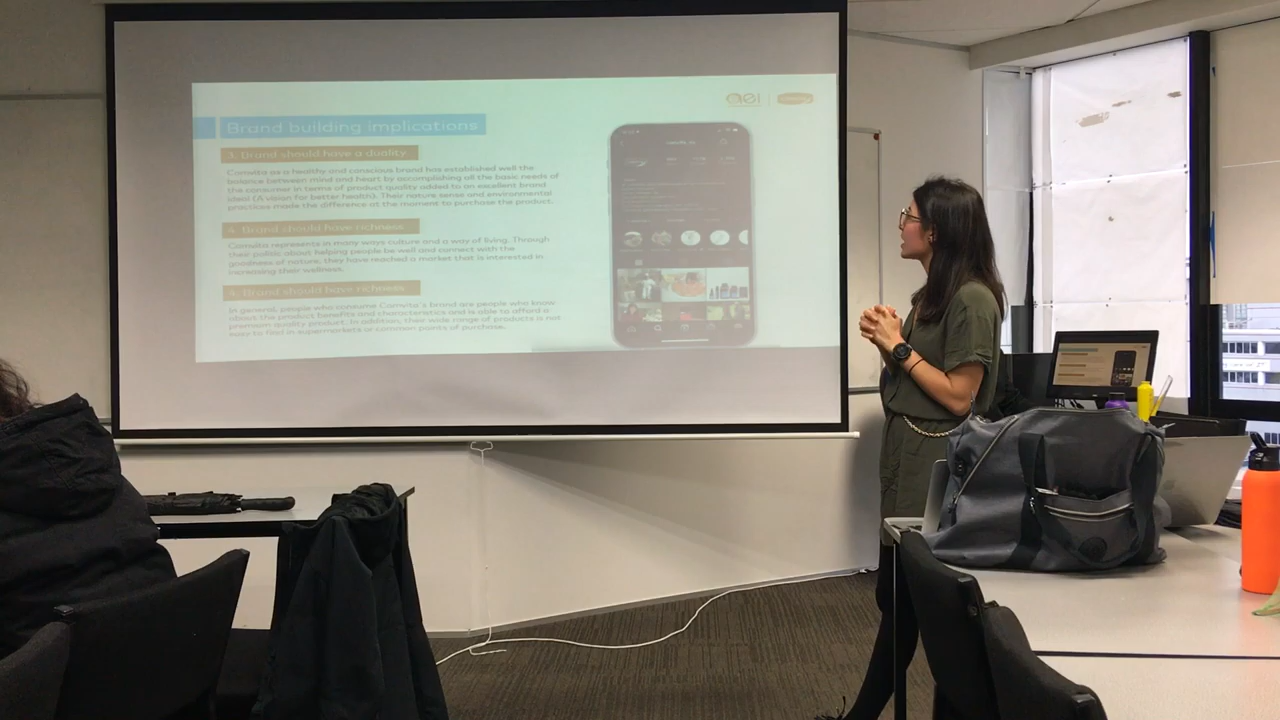 aei
Brand building implications
3. Brand should have a duality
Comvita as a healthy and conscious brand has established well the
balance between mind and heart by accomplishing all the basic needs of
the consumer in terms of product quality added to an excellent brand
ideal (A vision for better health). Their nature sense and environmental
practices made the difference at the moment to purchase the product.
4. Brand should have richness
Comvita represents in many ways culture and a way of living. Through
their politic about helping people be well and connect with the
goodness of nature, they have reached a market that is interested in
increasing their wellness.
5. Brand should have richness
In general, people who consume Comvita's brand are people who know
about the product benefits and characteristics and is able to afford a
premium quality product. In addition, their wide range of products is not
easy to find in supermarkets or common points of purchase.